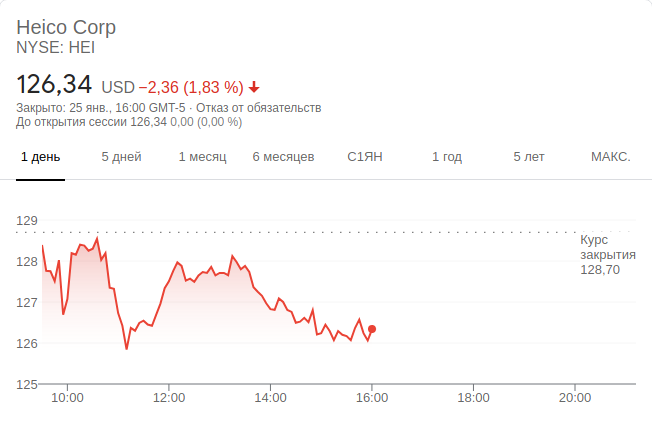 Heico Corp
NYSE: HEI
126,34 USD −2,36 (1,83 %)
Закрыто: 25 янв., 16:00 GMT-5 · Отказ от обязательств
До открытия сессии 126,34 0,00 (0,00 %)
1 день 5 дней 1 месяц 6 месяцев С1ЯН 1 год 5 лет МАКС.
129
Курс
закрытия
128,70
128
127
126
125
10:00 12:00 14:00 16:00 18:00 20:00